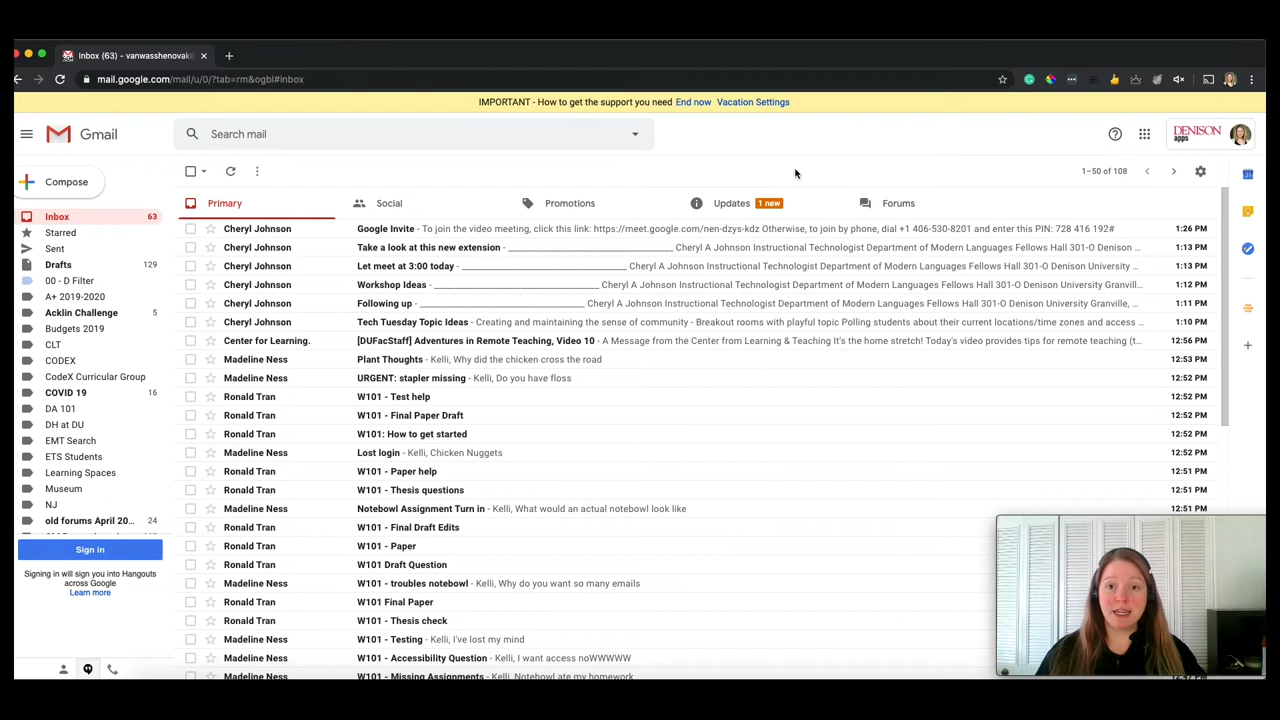 Inbox (63) - vanwasshenovak@
mail.google.com/mail/u/0/?tab=rm&ogbl#inbox
IMPORTANT - How to get the support you need End now Vacation Settings
Gmail
Search mail
DENISON
apps
Compose
1–50 of 108
Primary
Social
Promotions
Updates 1 new
Forums
Inbox 63
Starred
Sent
Drafts 129
00 - D Filter
A+ 2019-2020
Acklin Challenge 5
Budgets 2019
CLT
CODEX
CodeX Curricular Group
COVID 19 16
DA 101
DH at DU
EMT Search
ETS Students
Learning Spaces
Museum
NJ
old forums April 20... 24
Sign in
Signing in will sign you into Hangouts
across Google
Learn more
Cheryl Johnson Google Invite - To join the video meeting, click this link: https://meet.google.com/nen-dzys-kdz Otherwise, to join by phone, dial +1 406-530-8201 and enter this PIN: 728 416 192# 1:26 PM
Cheryl Johnson Take a look at this new extension - ________________________________ Cheryl A Johnson Instructional Technologist Department of Modern Languages Fellows Hall 301-O Denison ... 1:13 PM
Cheryl Johnson Let meet at 3:00 today - ________________________________ Cheryl A Johnson Instructional Technologist Department of Modern Languages Fellows Hall 301-O Denison University ... 1:13 PM
Cheryl Johnson Workshop Ideas - ________________________________ Cheryl A Johnson Instructional Technologist Department of Modern Languages Fellows Hall 301-O Denison University Granville... 1:12 PM
Cheryl Johnson Following up - ________________________________ Cheryl A Johnson Instructional Technologist Department of Modern Languages Fellows Hall 301-O Denison University Granville, ... 1:11 PM
Cheryl Johnson Tech Tuesday Topic Ideas - Creating and maintaining the sense of community - Breakout rooms with playful topic Polling students about their current locations/time zones and access ... 1:10 PM
Center for Learning. [DUFacStaff] Adventures in Remote Teaching, Video 10 - A Message from the Center from Learning & Teaching It's the home stretch! Today's video provides tips for remote teaching (t... 12:56 PM
Madeline Ness Plant Thoughts - Kelli, Why did the chicken cross the road 12:53 PM
Madeline Ness URGENT: stapler missing - Kelli, Do you have floss 12:52 PM
Ronald Tran W101 - Test help 12:52 PM
Ronald Tran W101 - Final Paper Draft 12:52 PM
Ronald Tran W101: How to get started 12:52 PM
Madeline Ness Lost login - Kelli, Chicken Nuggets 12:52 PM
Ronald Tran W101 - Paper help 12:51 PM
Ronald Tran W101 - Thesis questions 12:51 PM
Madeline Ness Notebowl Assignment Turn in - Kelli, What would an actual notebowl look like 12:51 PM
Ronald Tran W101 - Final Draft Edits
Ronald Tran W101 - Paper
Ronald Tran W101 Draft Question
Madeline Ness W101 - troubles notebowl - Kelli, Why do you want so many emails
Ronald Tran W101 Final Paper
Ronald Tran W101 - Thesis check
Madeline Ness W101 - Testing - Kelli, I've lost my mind
Madeline Ness W101 - Accessibility Question - Kelli, I want access noWWWWW
Madeline Ness W101 - Missing Assignments - Kelli, Notebowl ate my homework